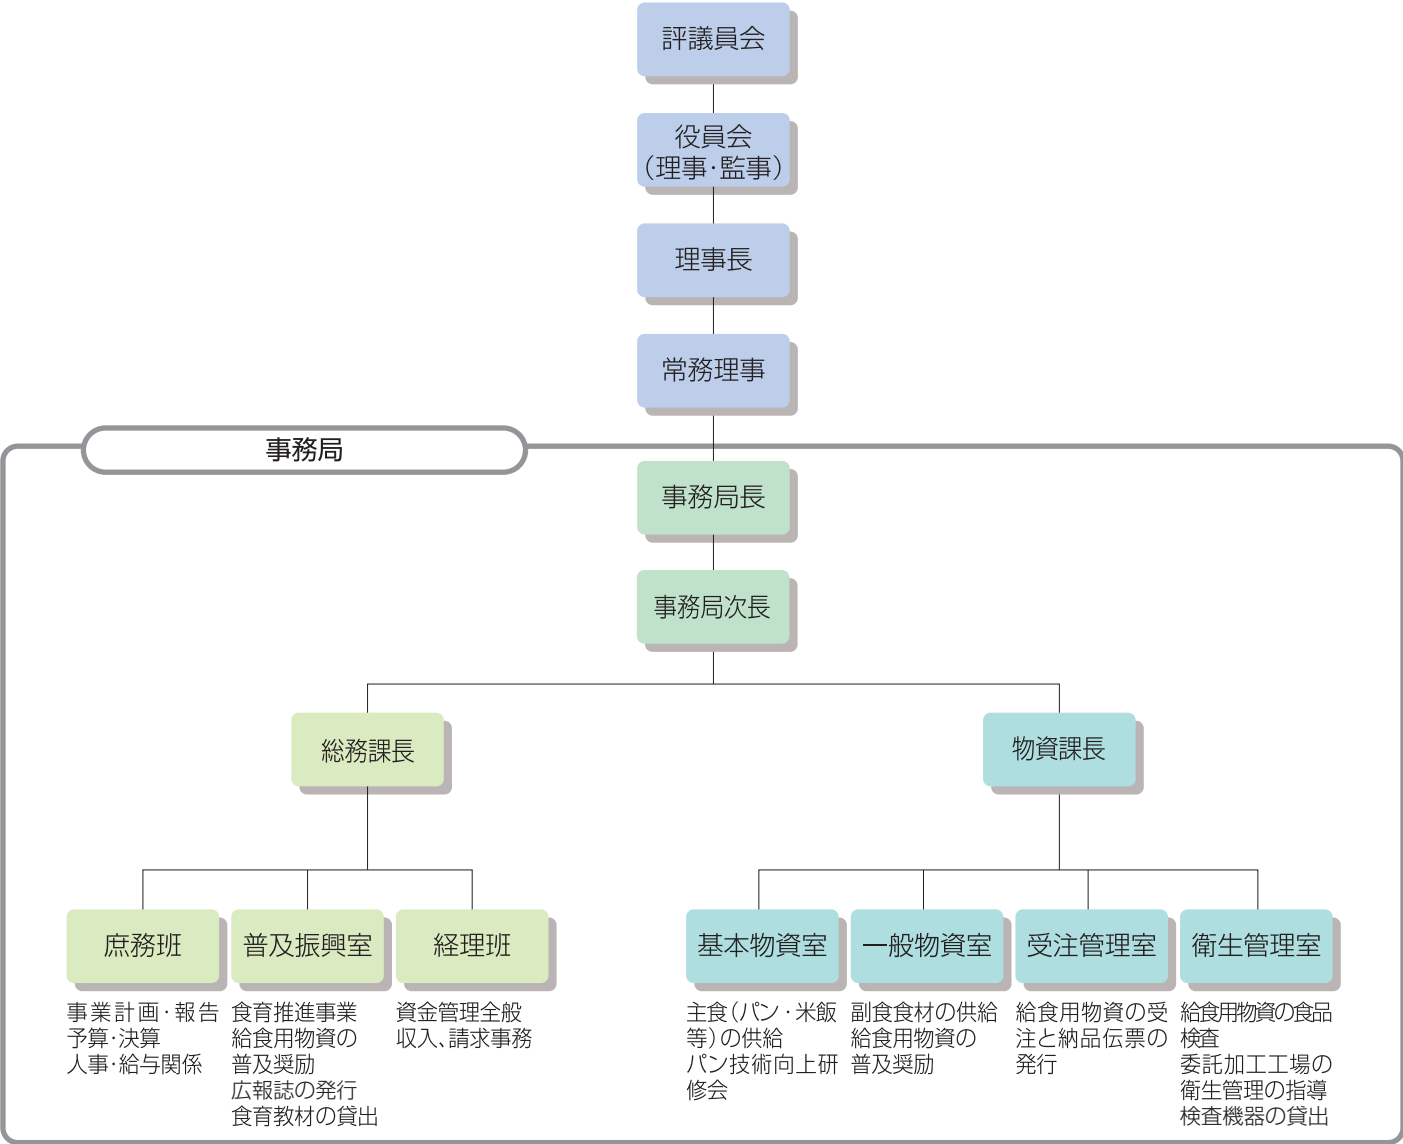 評議員会
役員会
（理事・監事）
理事長
常務理事
事務局
事務局長
事務局次長
総務課長
物資課長
庶務班
事業計画・報告
予算・決算
人事・給与関係
普及振興室
食育推進事業
給食用物資の
普及奨励
広報誌の発行
食育教材の貸出
経理班
資金管理全般
収入、請求事務
基本物資室
主食（パン・米飯
等）の供給
パン技術向上研
修会
一般物資室
副食食材の供給
給食用物資の
普及奨励
受注管理室
給食用物資の受
注と納品伝票の
発行
衛生管理室
給食用物資の食品
検査
委託加工工場の
衛生管理の指導
検査機器の貸出